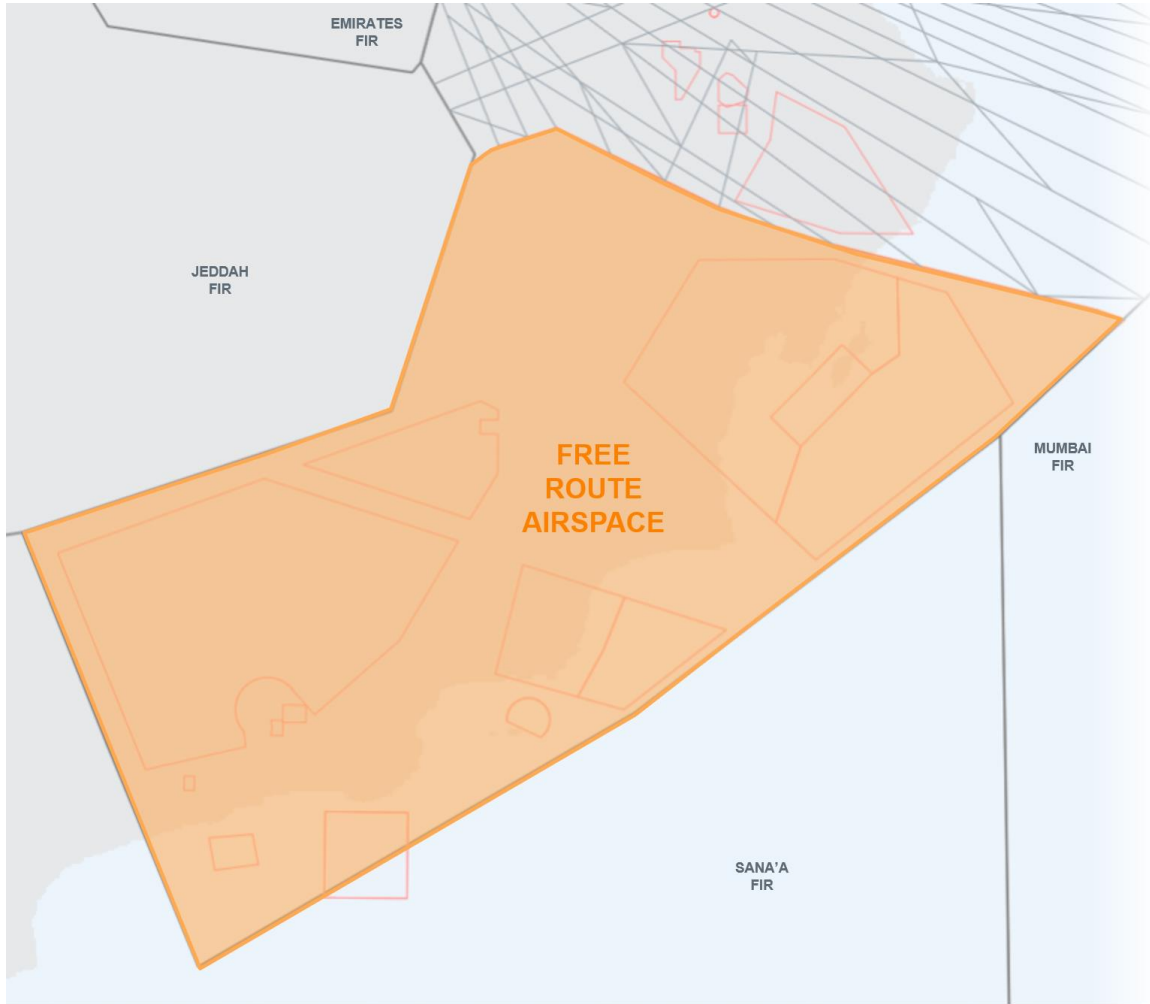 EMIRATES
FIR
JEDDAH
FIR
FREE
ROUTE
AIRSPACE
MUMBAI
FIR
SANA'A
FIR